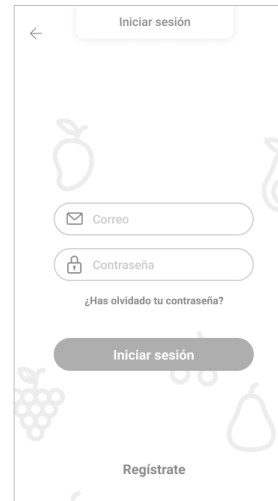 Iniciar sesión
Correo
Contraseña
¿Has olvidado tu contraseña?
Iniciar sesión
Regístrate